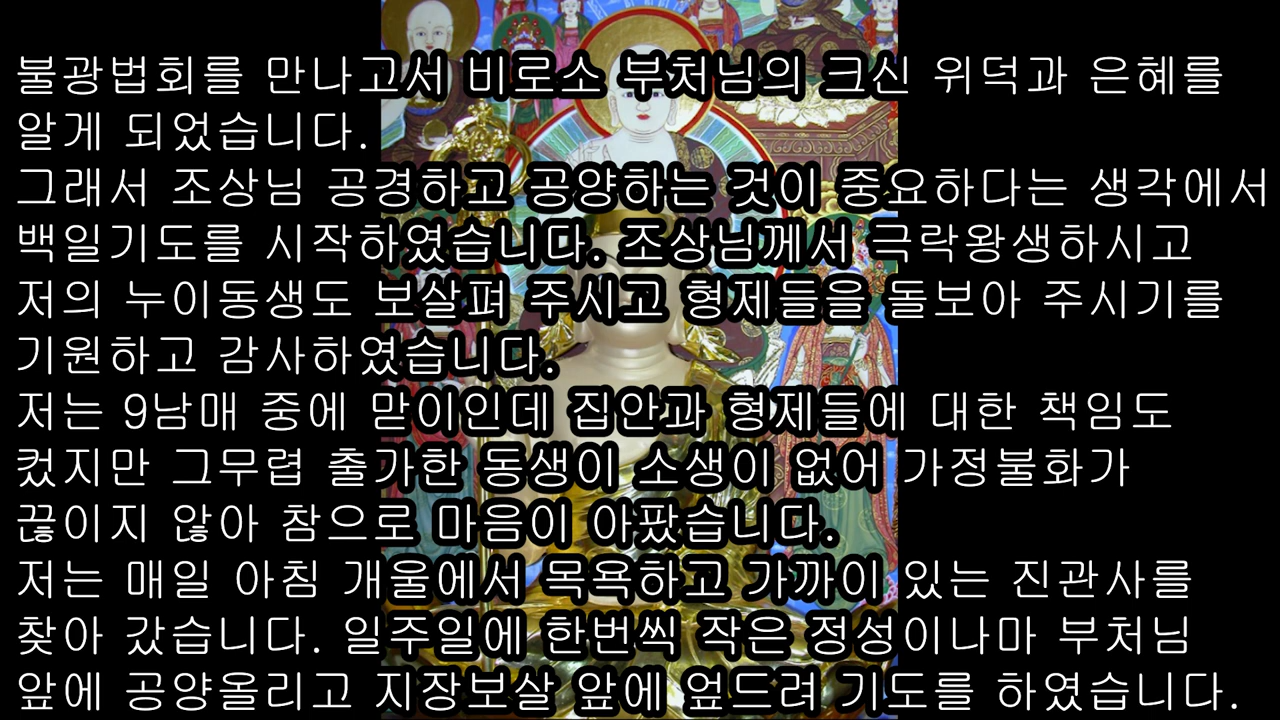 불광법회를 만나고서 비로소 부처님의 크신 위덕과 은혜를
알게 되었습니다.
그래서 조상님 공경하고 공양하는 것이 중요하다는 생각에서
백일기도를 시작하였습니다. 조상님께서 극락왕생하시고
저의 누이동생도 보살펴 주시고 형제들을 돌보아 주시기를
기원하고 감사하였습니다.
저는 9남매 중에 맏이인데 집안과 형제들에 대한 책임도
컸지만 그무렵 출가한 동생이 소생이 없어 가정불화가
끊이지 않아 참으로 마음이 아팠습니다.
저는 매일 아침 개울에서 목욕하고 가까이 있는 진관사를
찾아 갔습니다. 일주일에 한번씩 작은 정성이나마 부처님
앞에 공양올리고 지장보살 앞에 엎드려 기도를 하였습니다.